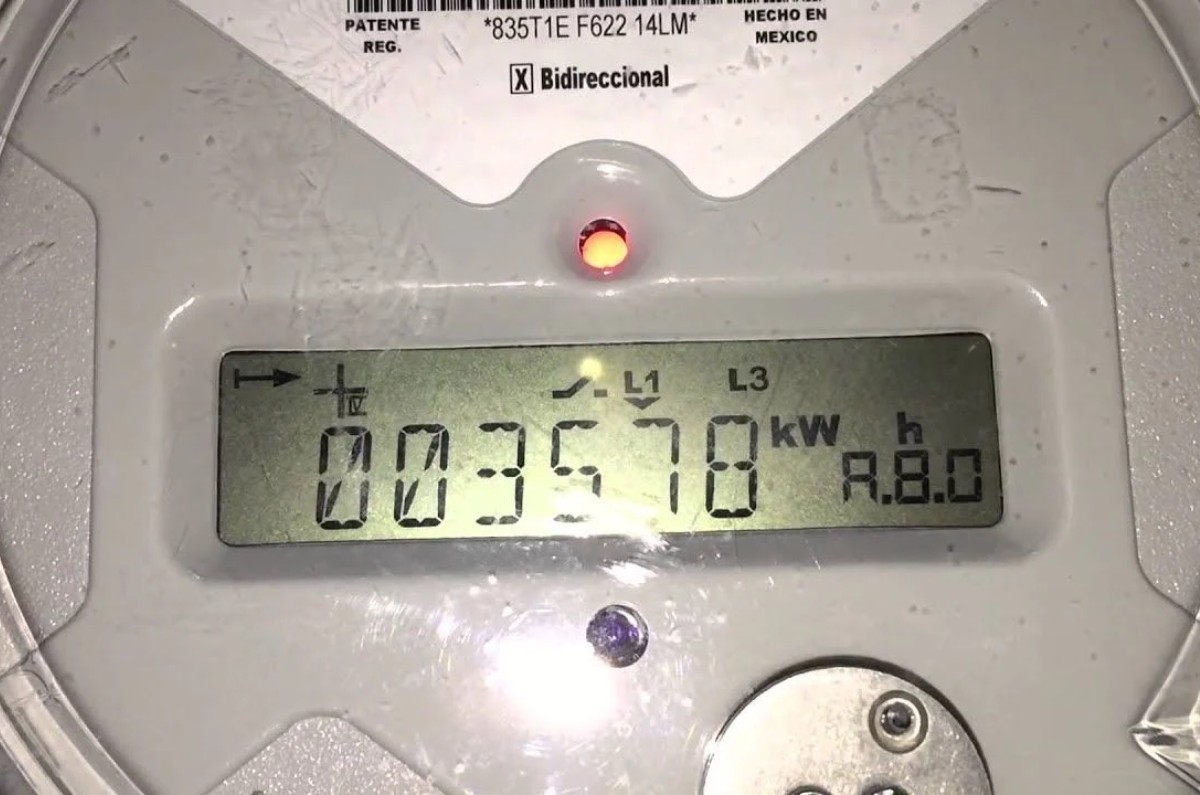 PATENTE
REG.
*835T1E F622 14LM*
HECHO EN
MEXICO
X Bidireccional
L1 L3
003578 kW h A.8.0